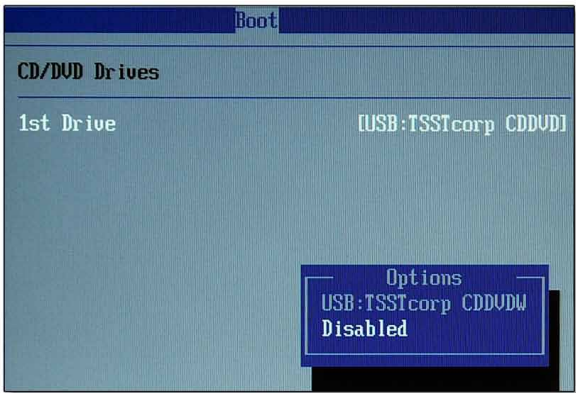 Boot
CD/DVD Drives
1st Drive [USB:TSSTcorp CDDVD]
Options
USB:TSSTcorp CDDVDW
Disabled